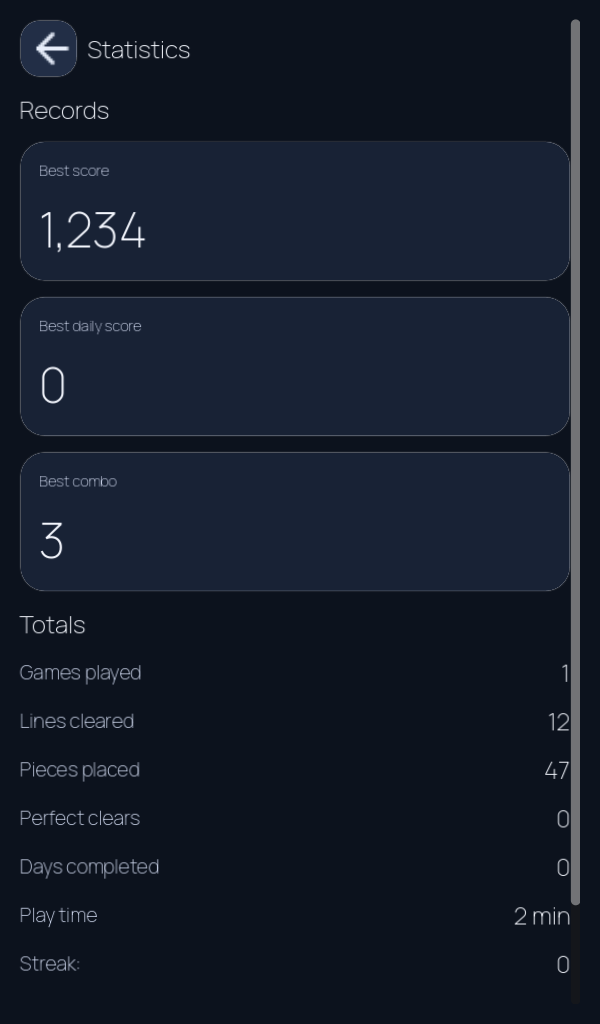 Statistics
Records
Best score
1,234
Best daily score
0
Best combo
3
Totals
Games played 1
Lines cleared 12
Pieces placed 47
Perfect clears 0
Days completed 0
Play time 2 min
Streak: 0